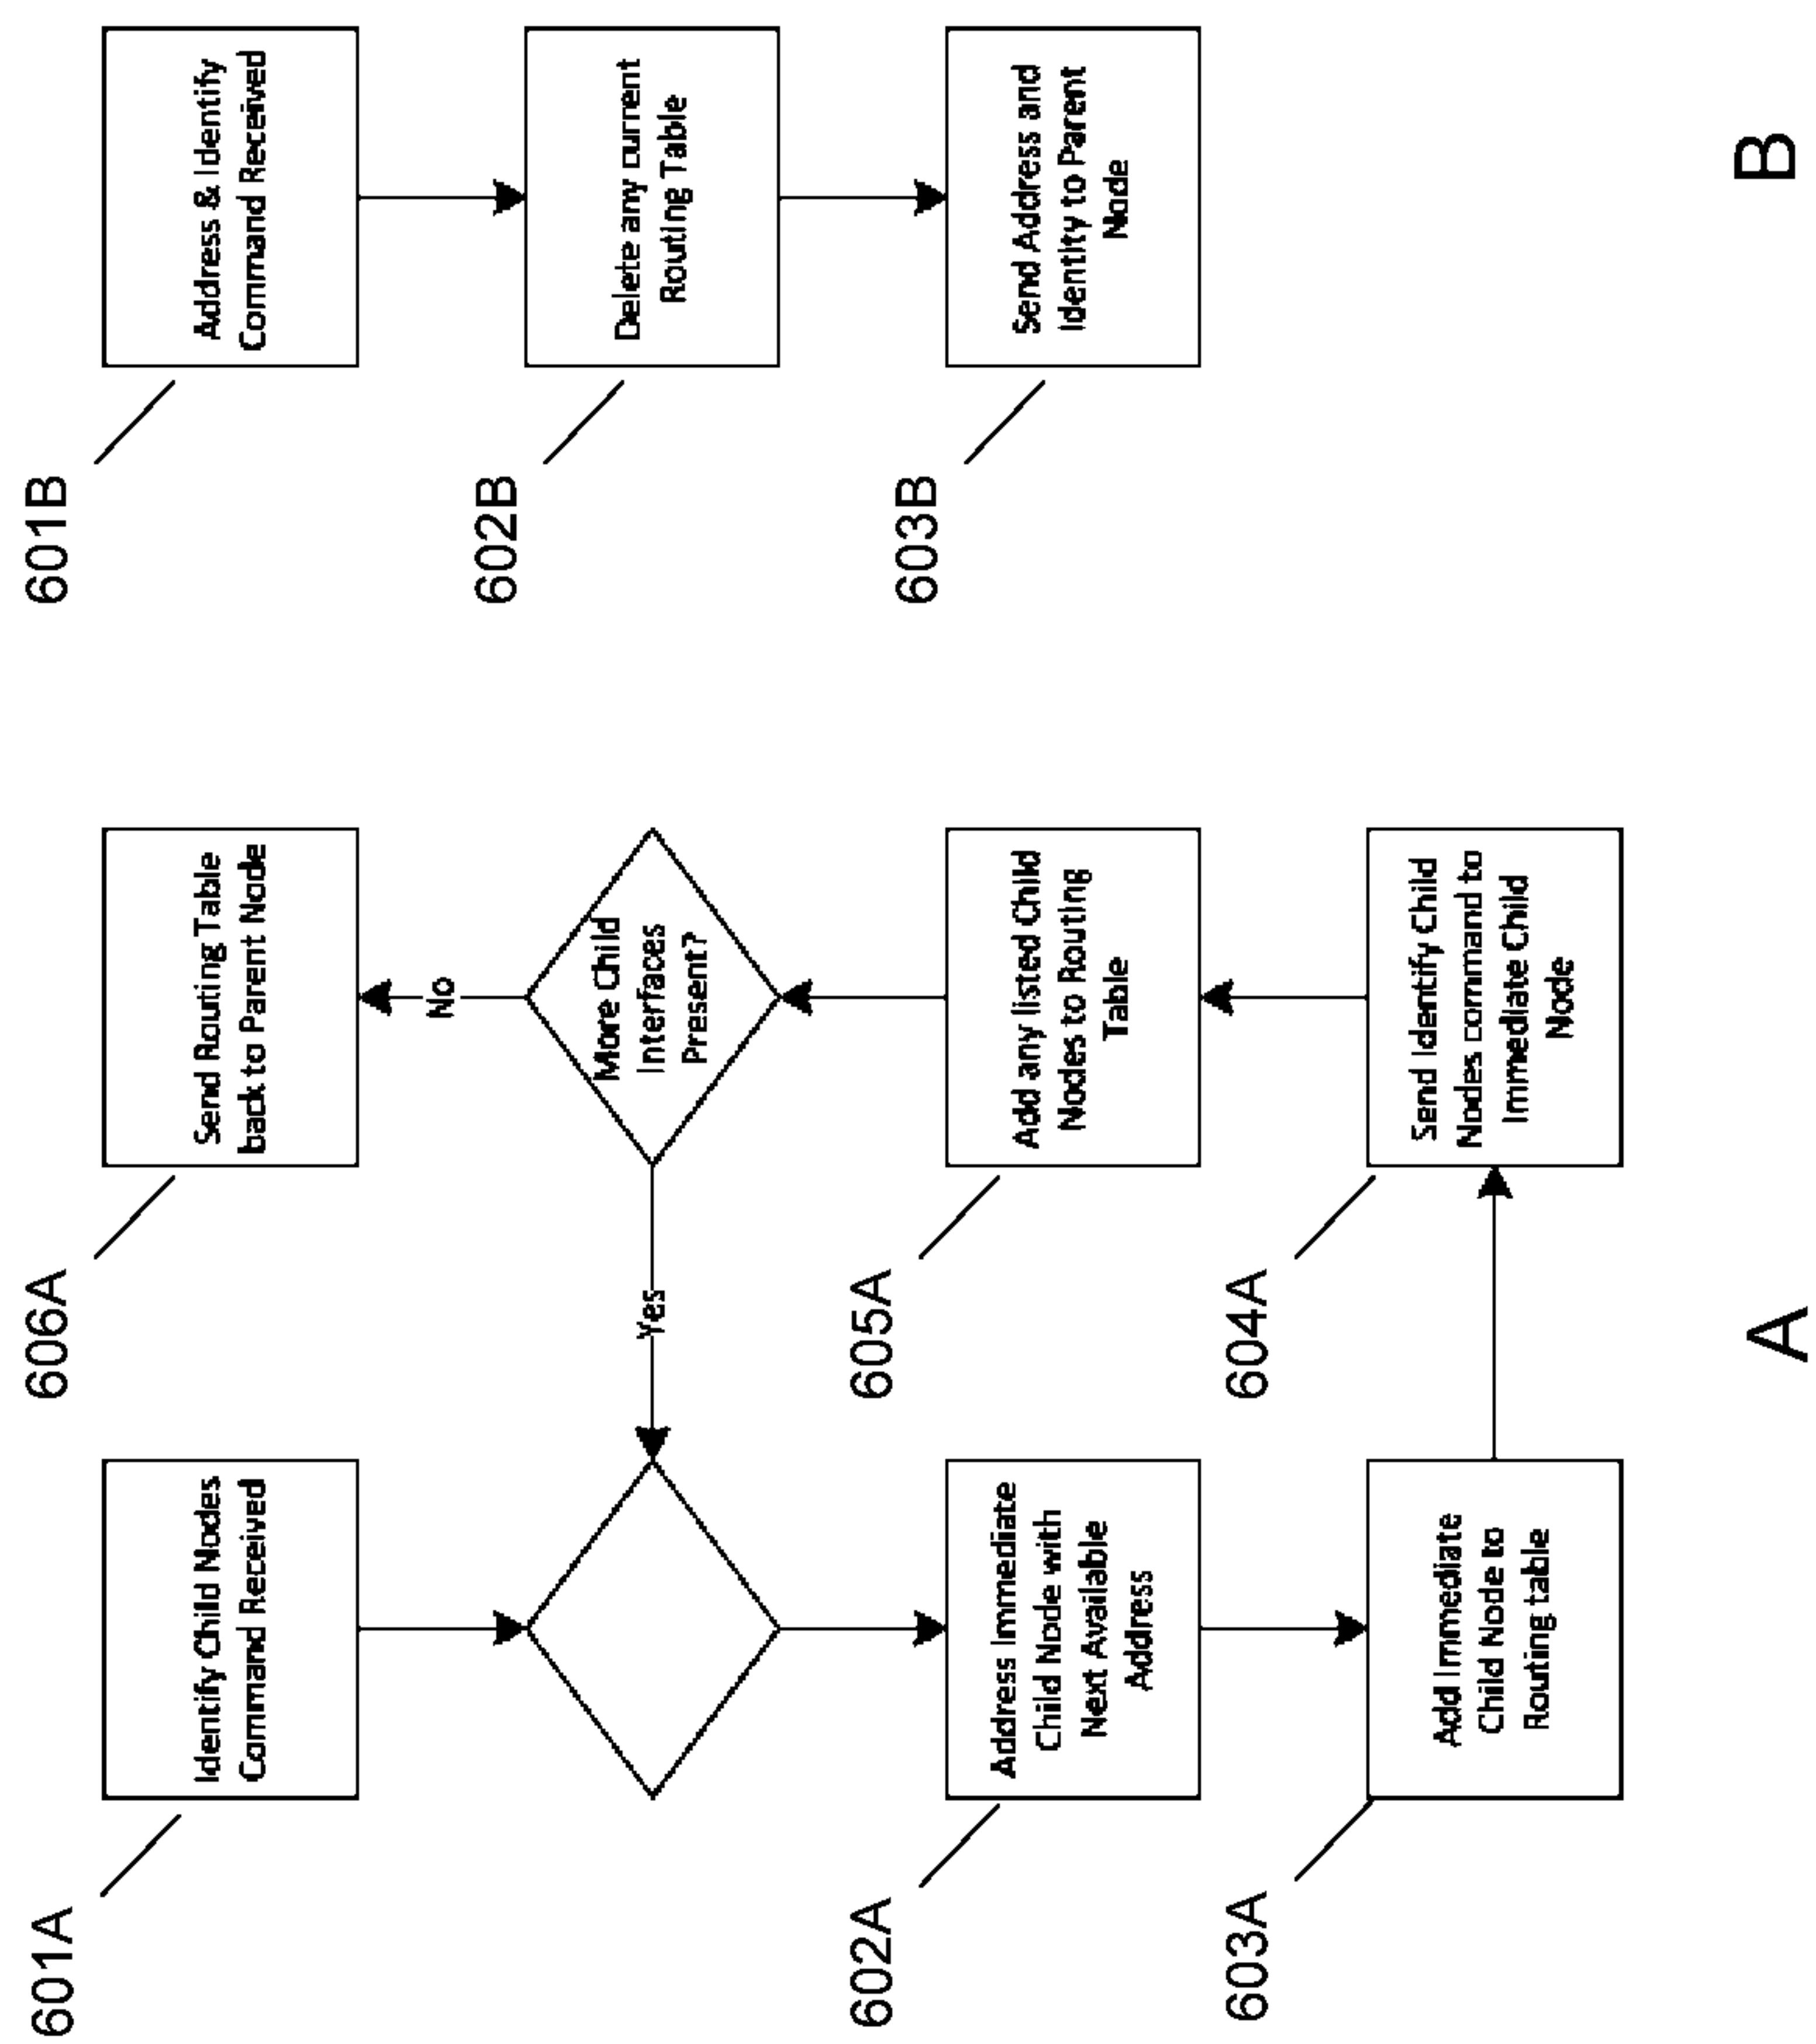 601A
Identify Child Nodes
Command Received
602A
Address Immediate
Child Node with
Next Available
Address
603A
Add Immediate
Child Node to
Routing table
604A
Send Identify Child
Nodes command to
Immediate Child
Node
605A
Add any listed Child
Nodes to Routing
Table
More Child
Interfaces
Present?
Yes
No
606A
Send Routing Table
back to Parent Node
A
601B
Address & Identify
Command Received
602B
Delete any current
Routing Table
603B
Send Address and
Identity to Parent
Node
B